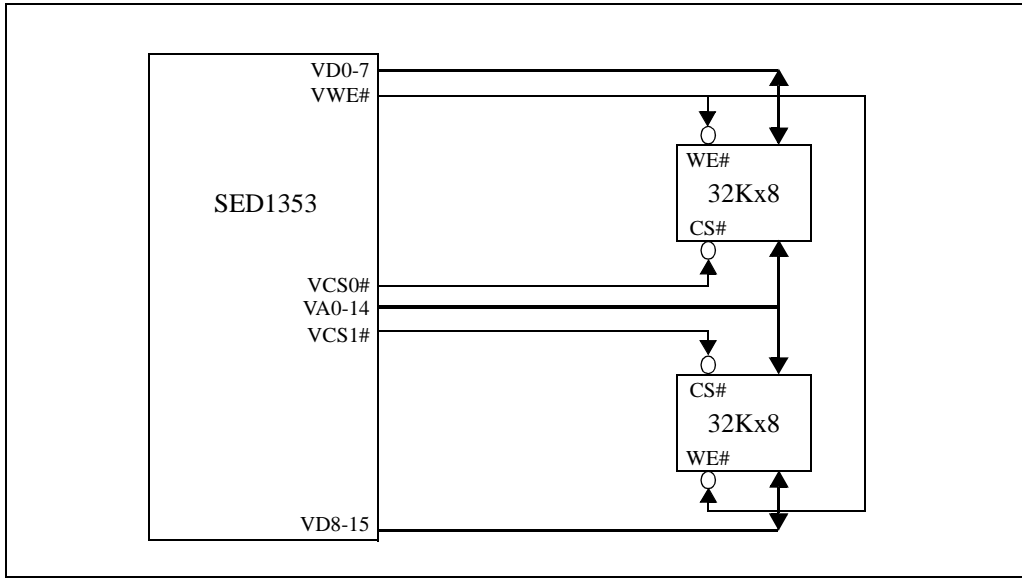 VD0-7
VWE#
WE#
32Kx8
SED1353
CS#
VCS0#
VA0-14
VCS1#
CS#
32Kx8
WE#
VD8-15